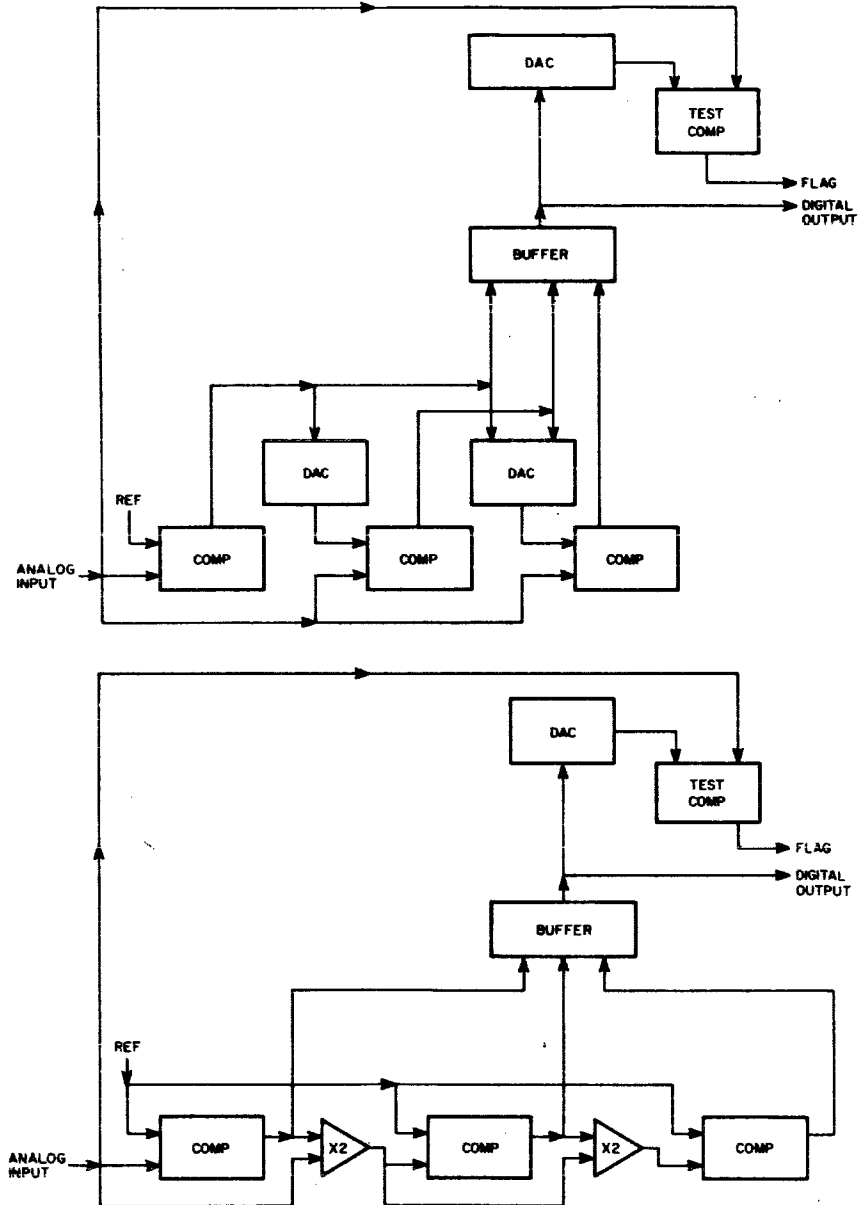 DAC
TEST
COMP
FLAG
DIGITAL
OUTPUT
BUFFER
DAC
DAC
REF
COMP
COMP
COMP
ANALOG
INPUT
DAC
TEST
COMP
FLAG
DIGITAL
OUTPUT
BUFFER
REF
COMP
X2
COMP
X2
COMP
ANALOG
INPUT